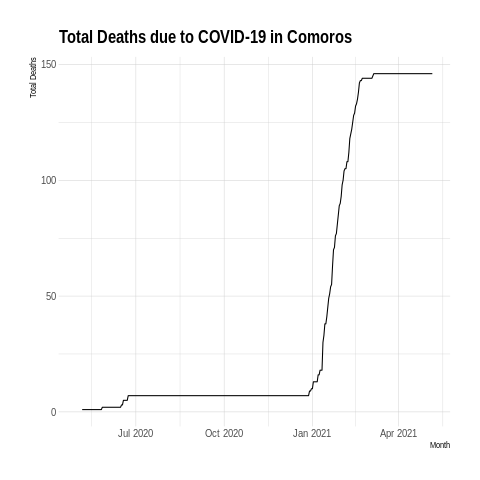 Total Deaths due to COVID-19 in Comoros
Total Deaths
150
100
50
0
Jul 2020 Oct 2020 Jan 2021 Apr 2021
Month